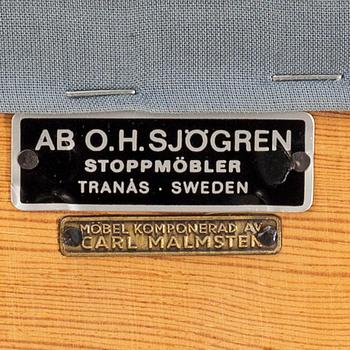 AB O.H. SJÖGREN
STOPPMÖBLER
TRANÅS · SWEDEN
MÖBEL KOMPONERAD AV
CARL MALMSTEN